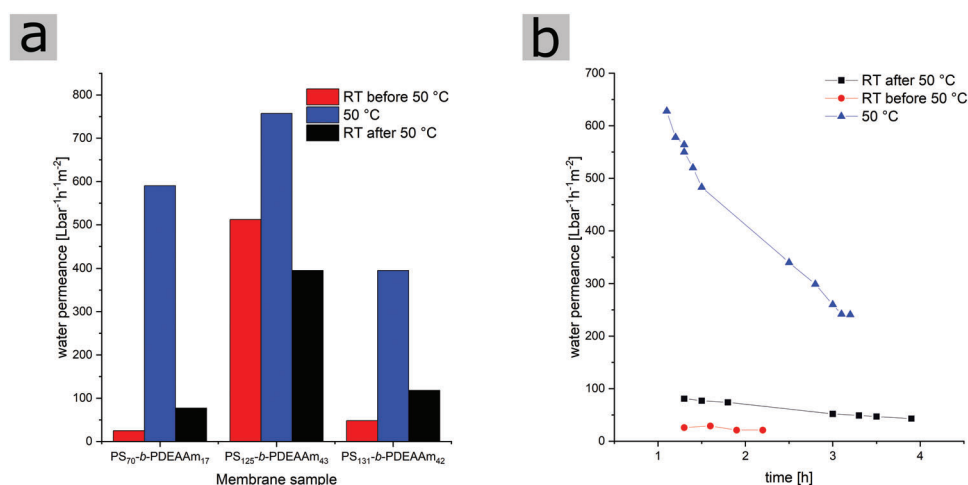 a
800
700
600
500
400
300
200
100
0
water permeance [Lbar⁻¹h⁻¹m⁻²]
RT before 50 °C
50 °C
RT after 50 °C
PS₇₀-b-PDEAAm₁₇ PS₁₂₅-b-PDEAAm₄₃ PS₁₃₁-b-PDEAAm₄₂
Membrane sample
b
700
600
500
400
300
200
100
0
water permeance [Lbar⁻¹h⁻¹m⁻²]
RT after 50 °C
RT before 50 °C
50 °C
1 2 3 4
time [h]